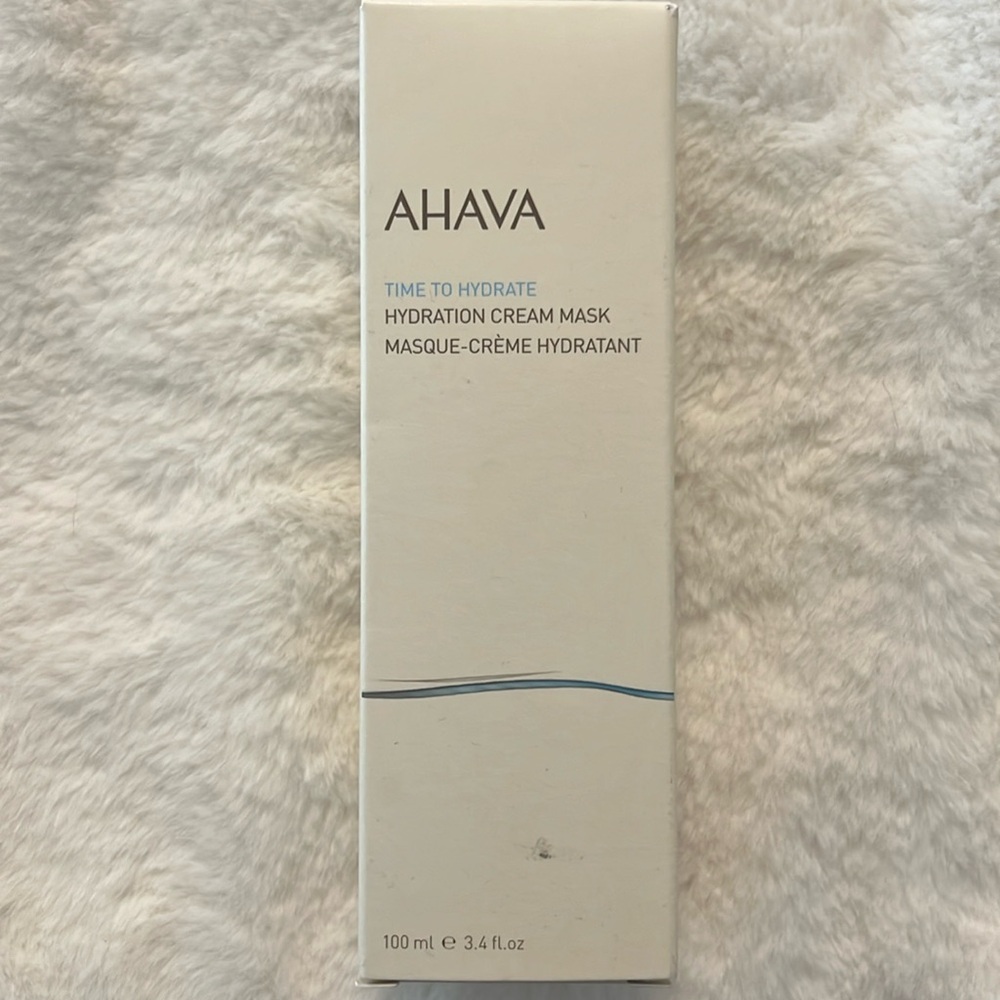 AHAVA
TIME TO HYDRATE
HYDRATION CREAM MASK
MASQUE-CRÈME HYDRATANT
100 ml ℮ 3.4 fl.oz